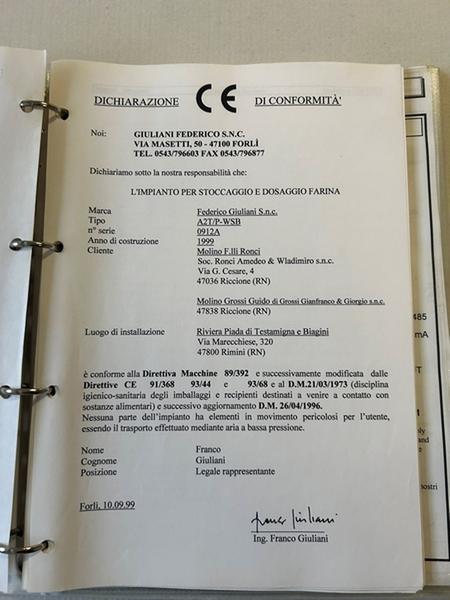 DICHIARAZIONE CE DI CONFORMITÀ'
Noi: GIULIANI FEDERICO S.N.C.
VIA MASETTI, 50 - 47100 FORLÌ
TEL. 0543/796603 FAX 0543/796877
Dichiariamo sotto la nostra responsabilità che:
L'IMPIANTO PER STOCCAGGIO E DOSAGGIO FARINA
Marca Federico Giuliani S.n.c.
Tipo A2T/P-WSB
n° serie 0912A
Anno di costruzione 1999
Cliente Molino F.lli Ronci
Soc. Ronci Amedeo & Wladimiro s.n.c.
Via G. Cesare, 4
47036 Riccione (RN)
Molino Grossi Guido di Grossi Gianfranco & Giorgio s.n.c.
47838 Riccione (RN)
Luogo di installazione Riviera Piada di Testamigna e Biagini
Via Marecchiese, 320
47800 Rimini (RN)
è conforme alla Direttiva Macchine 89/392 e successivamente modificata dalle
Direttive CE 91/368 93/44 e 93/68 e al D.M.21/03/1973 (disciplina
igienico-sanitaria degli imballaggi e recipienti destinati a venire a contatto con
sostanze alimentari) e successivo aggiornamento D.M. 26/04/1996.
Nessuna parte dell'impianto ha elementi in movimento pericolosi per l'utente,
essendo il trasporto effettuato mediante aria a bassa pressione.
Nome Franco
Cognome Giuliani
Posizione Legale rappresentante
Forlì, 10.09.99
Franco Giuliani
Ing. Franco Giuliani
485
mA
and
nostri